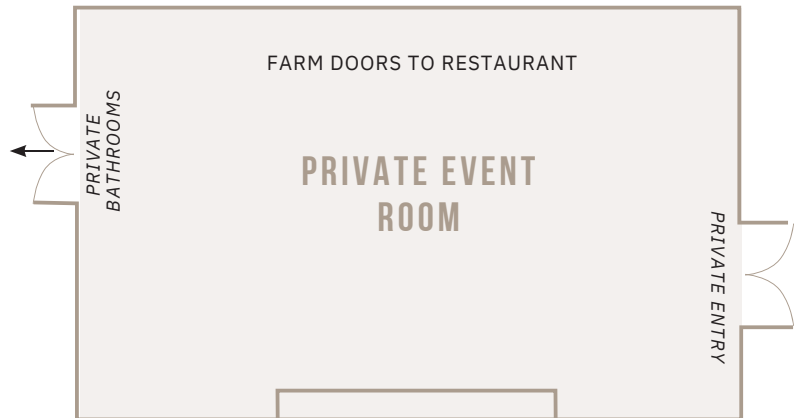 FARM DOORS TO RESTAURANT
PRIVATE
BATHROOMS
PRIVATE EVENT
ROOM
PRIVATE ENTRY